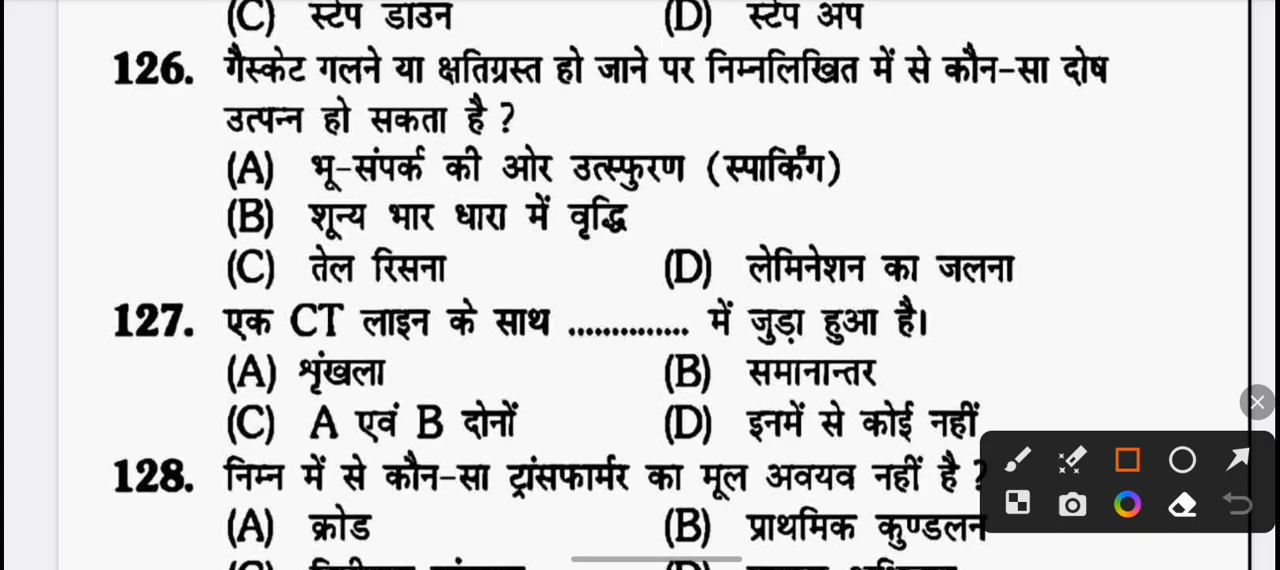 (C) स्टेप डाउन (D) स्टेप अप
126. गैस्केट गलने या क्षतिग्रस्त हो जाने पर निम्नलिखित में से कौन-सा दोष
उत्पन्न हो सकता है ?
(A) भू-संपर्क की ओर उत्स्फुरण (स्पार्किंग)
(B) शून्य भार धारा में वृद्धि
(C) तेल रिसना (D) लेमिनेशन का जलना
127. एक CT लाइन के साथ .............. में जुड़ा हुआ है।
(A) शृंखला (B) समानान्तर
(C) A एवं B दोनों (D) इनमें से कोई नहीं
128. निम्न में से कौन-सा ट्रांसफार्मर का मूल अवयव नहीं है ?
(A) क्रोड (B) प्राथमिक कुण्डलन